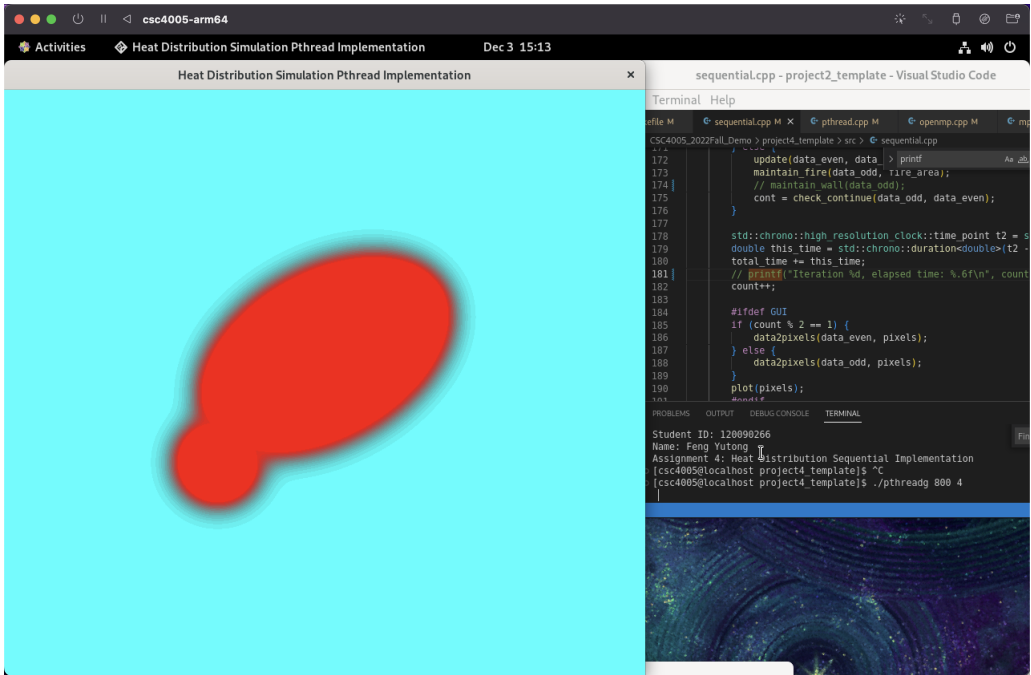 csc4005-arm64
Activities
Heat Distribution Simulation Pthread Implementation
Dec 3 15:13
Heat Distribution Simulation Pthread Implementation
×
sequential.cpp - project2_template - Visual Studio Code
Terminal Help
efile M
sequential.cpp M ×
pthread.cpp M
openmp.cpp M
CSC4005_2022Fall_Demo > project4_template > src > sequential.cpp
> printf
Aa
172 update(data_even, data_
173 maintain_fire(data_odd, fire_area);
174 // maintain_wall(data_odd);
175 cont = check_continue(data_odd, data_even);
176 }
177
178 std::chrono::high_resolution_clock::time_point t2 = s
179 double this_time = std::chrono::duration<double>(t2 -
180 total_time += this_time;
181 // printf("Iteration %d, elapsed time: %.6f\n", count
182 count++;
183
184 #ifdef GUI
185 if (count % 2 == 1) {
186 data2pixels(data_even, pixels);
187 } else {
188 data2pixels(data_odd, pixels);
189 }
190 plot(pixels);
PROBLEMS OUTPUT DEBUG CONSOLE TERMINAL
Fin
Student ID: 120090266
Name: Feng Yutong
Assignment 4: Heat Distribution Sequential Implementation
[csc4005@localhost project4_template]$ ^C
[csc4005@localhost project4_template]$ ./pthreadg 800 4